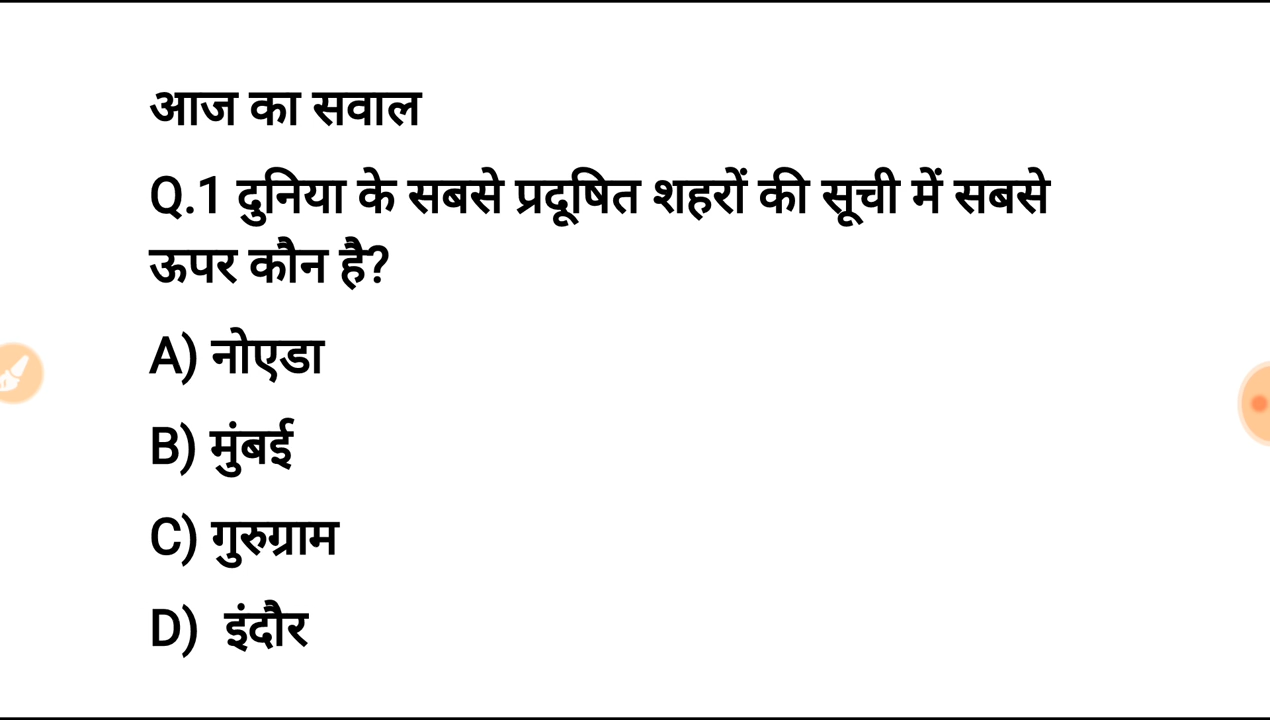 आज का सवाल
Q.1 दुनिया के सबसे प्रदूषित शहरों की सूची में सबसे
ऊपर कौन है?
A) नोएडा
B) मुंबई
C) गुरुग्राम
D) इंदौर